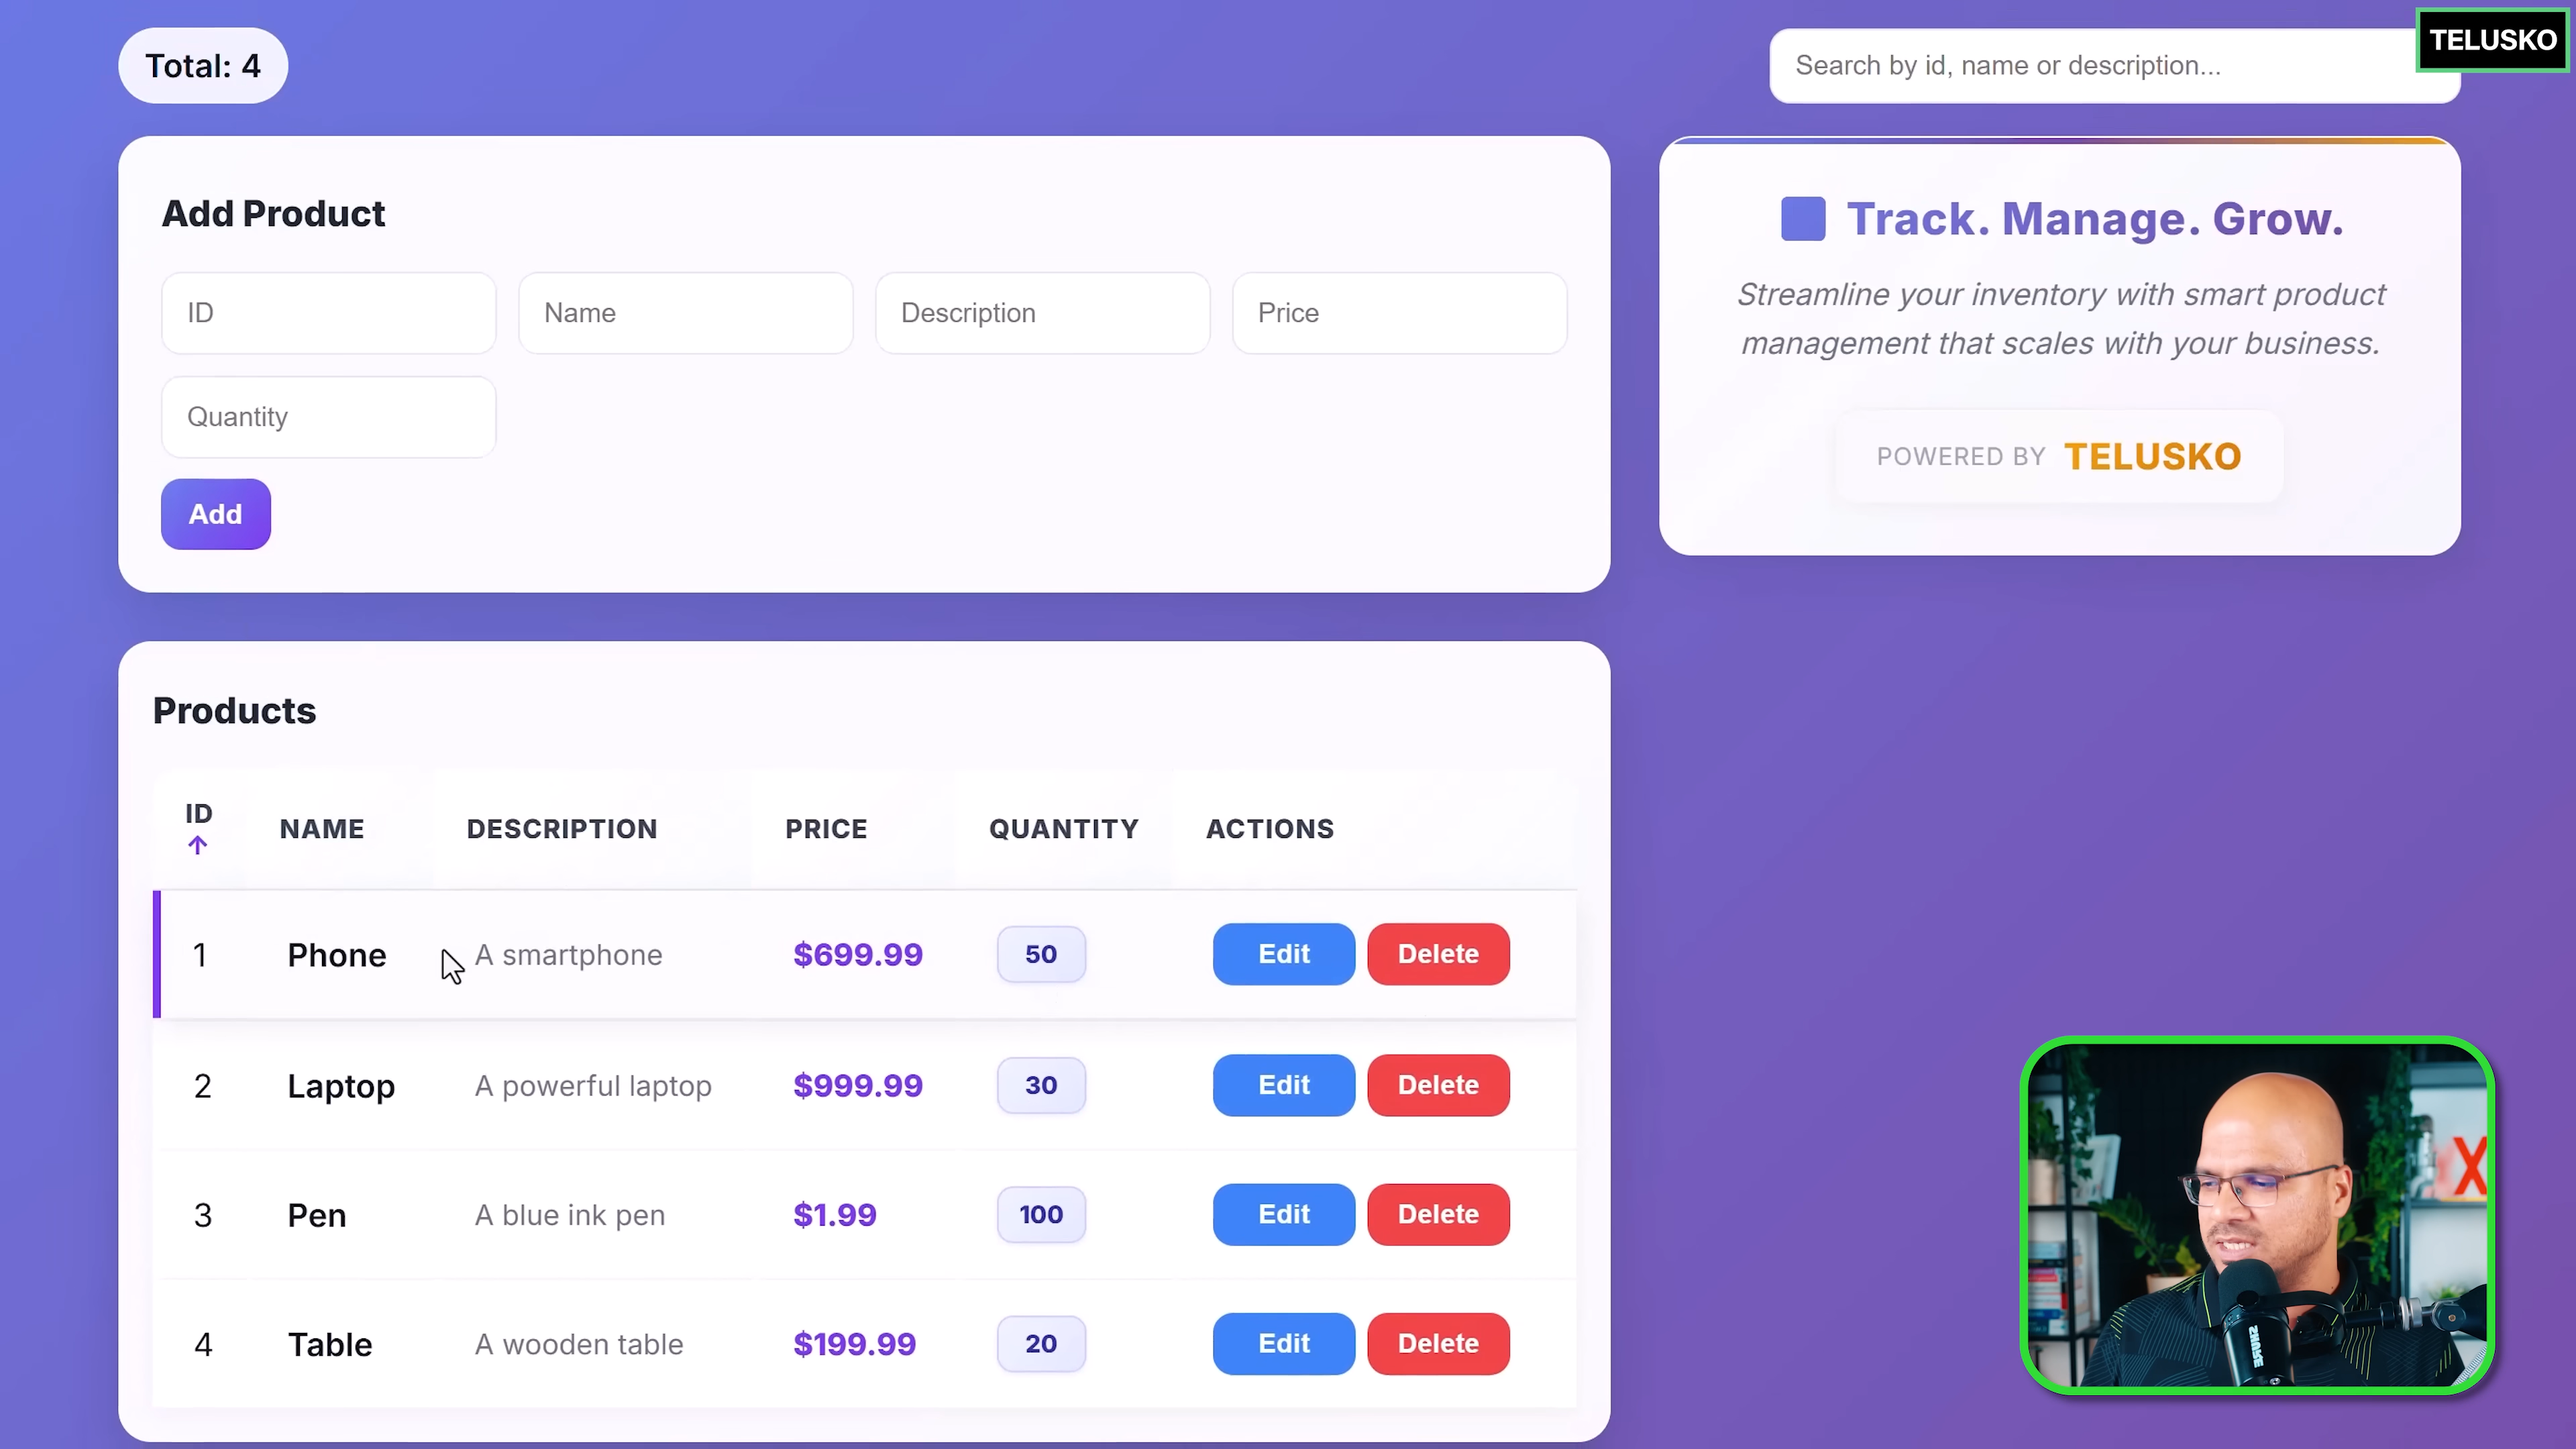 Total: 4
Search by id, name or description...
TELUSKO
Add Product
ID
Name
Description
Price
Quantity
Add
Track. Manage. Grow.
Streamline your inventory with smart product
management that scales with your business.
POWERED BY TELUSKO
Products
ID ↑ NAME DESCRIPTION PRICE QUANTITY ACTIONS
1 Phone A smartphone $699.99 50 Edit Delete
2 Laptop A powerful laptop $999.99 30 Edit Delete
3 Pen A blue ink pen $1.99 100 Edit Delete
4 Table A wooden table $199.99 20 Edit Delete
X
SHURE